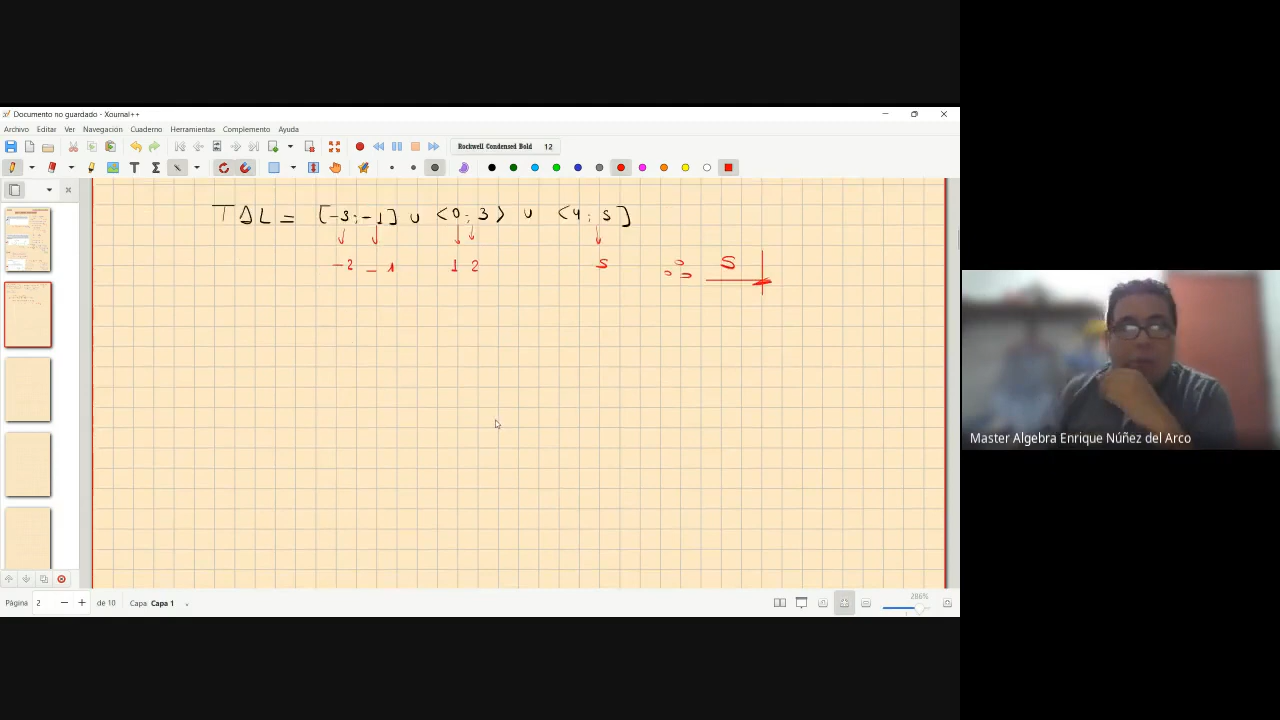 Documento no guardado - Xournal++
Archivo Editar Ver Navegación Cuaderno Herramientas Complemento Ayuda
Rockwell Condensed Bold 12
[-3; -1] ∪ <0; 3> ∪ <4; 5]
-2 -1 1 2 5 ∴ 5
Master Algebra Enrique Núñez del Arco
Página 2 de 10 Capa Capa 1 286%